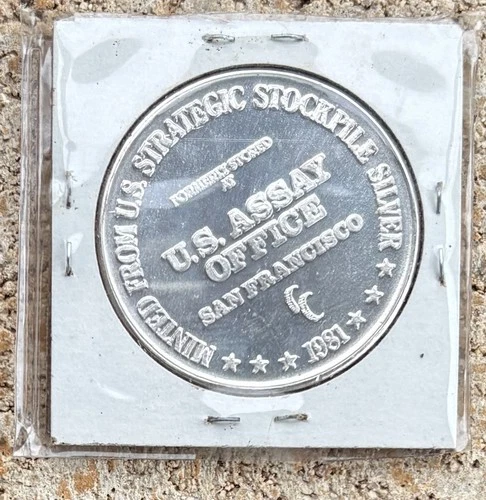 MINTED FROM U.S. STRATEGIC STOCKPILE SILVER
FORMERLY STORED
AT
U.S. ASSAY
OFFICE
SAN FRANCISCO
1981